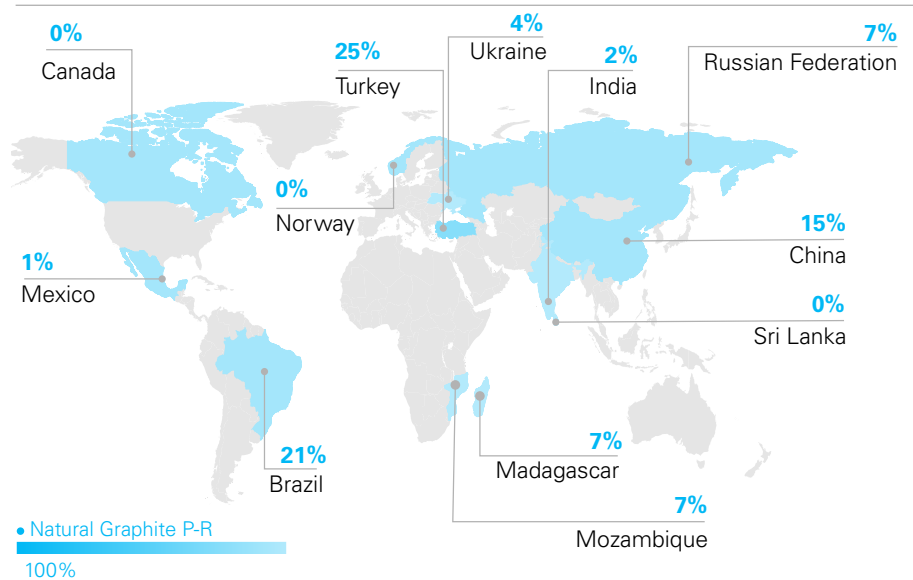 0%
Canada
25%
Turkey
4%
Ukraine
2%
India
7%
Russian Federation
0%
Norway
15%
China
1%
Mexico
0%
Sri Lanka
21%
Brazil
7%
Madagascar
7%
Mozambique
Natural Graphite P-R
100%